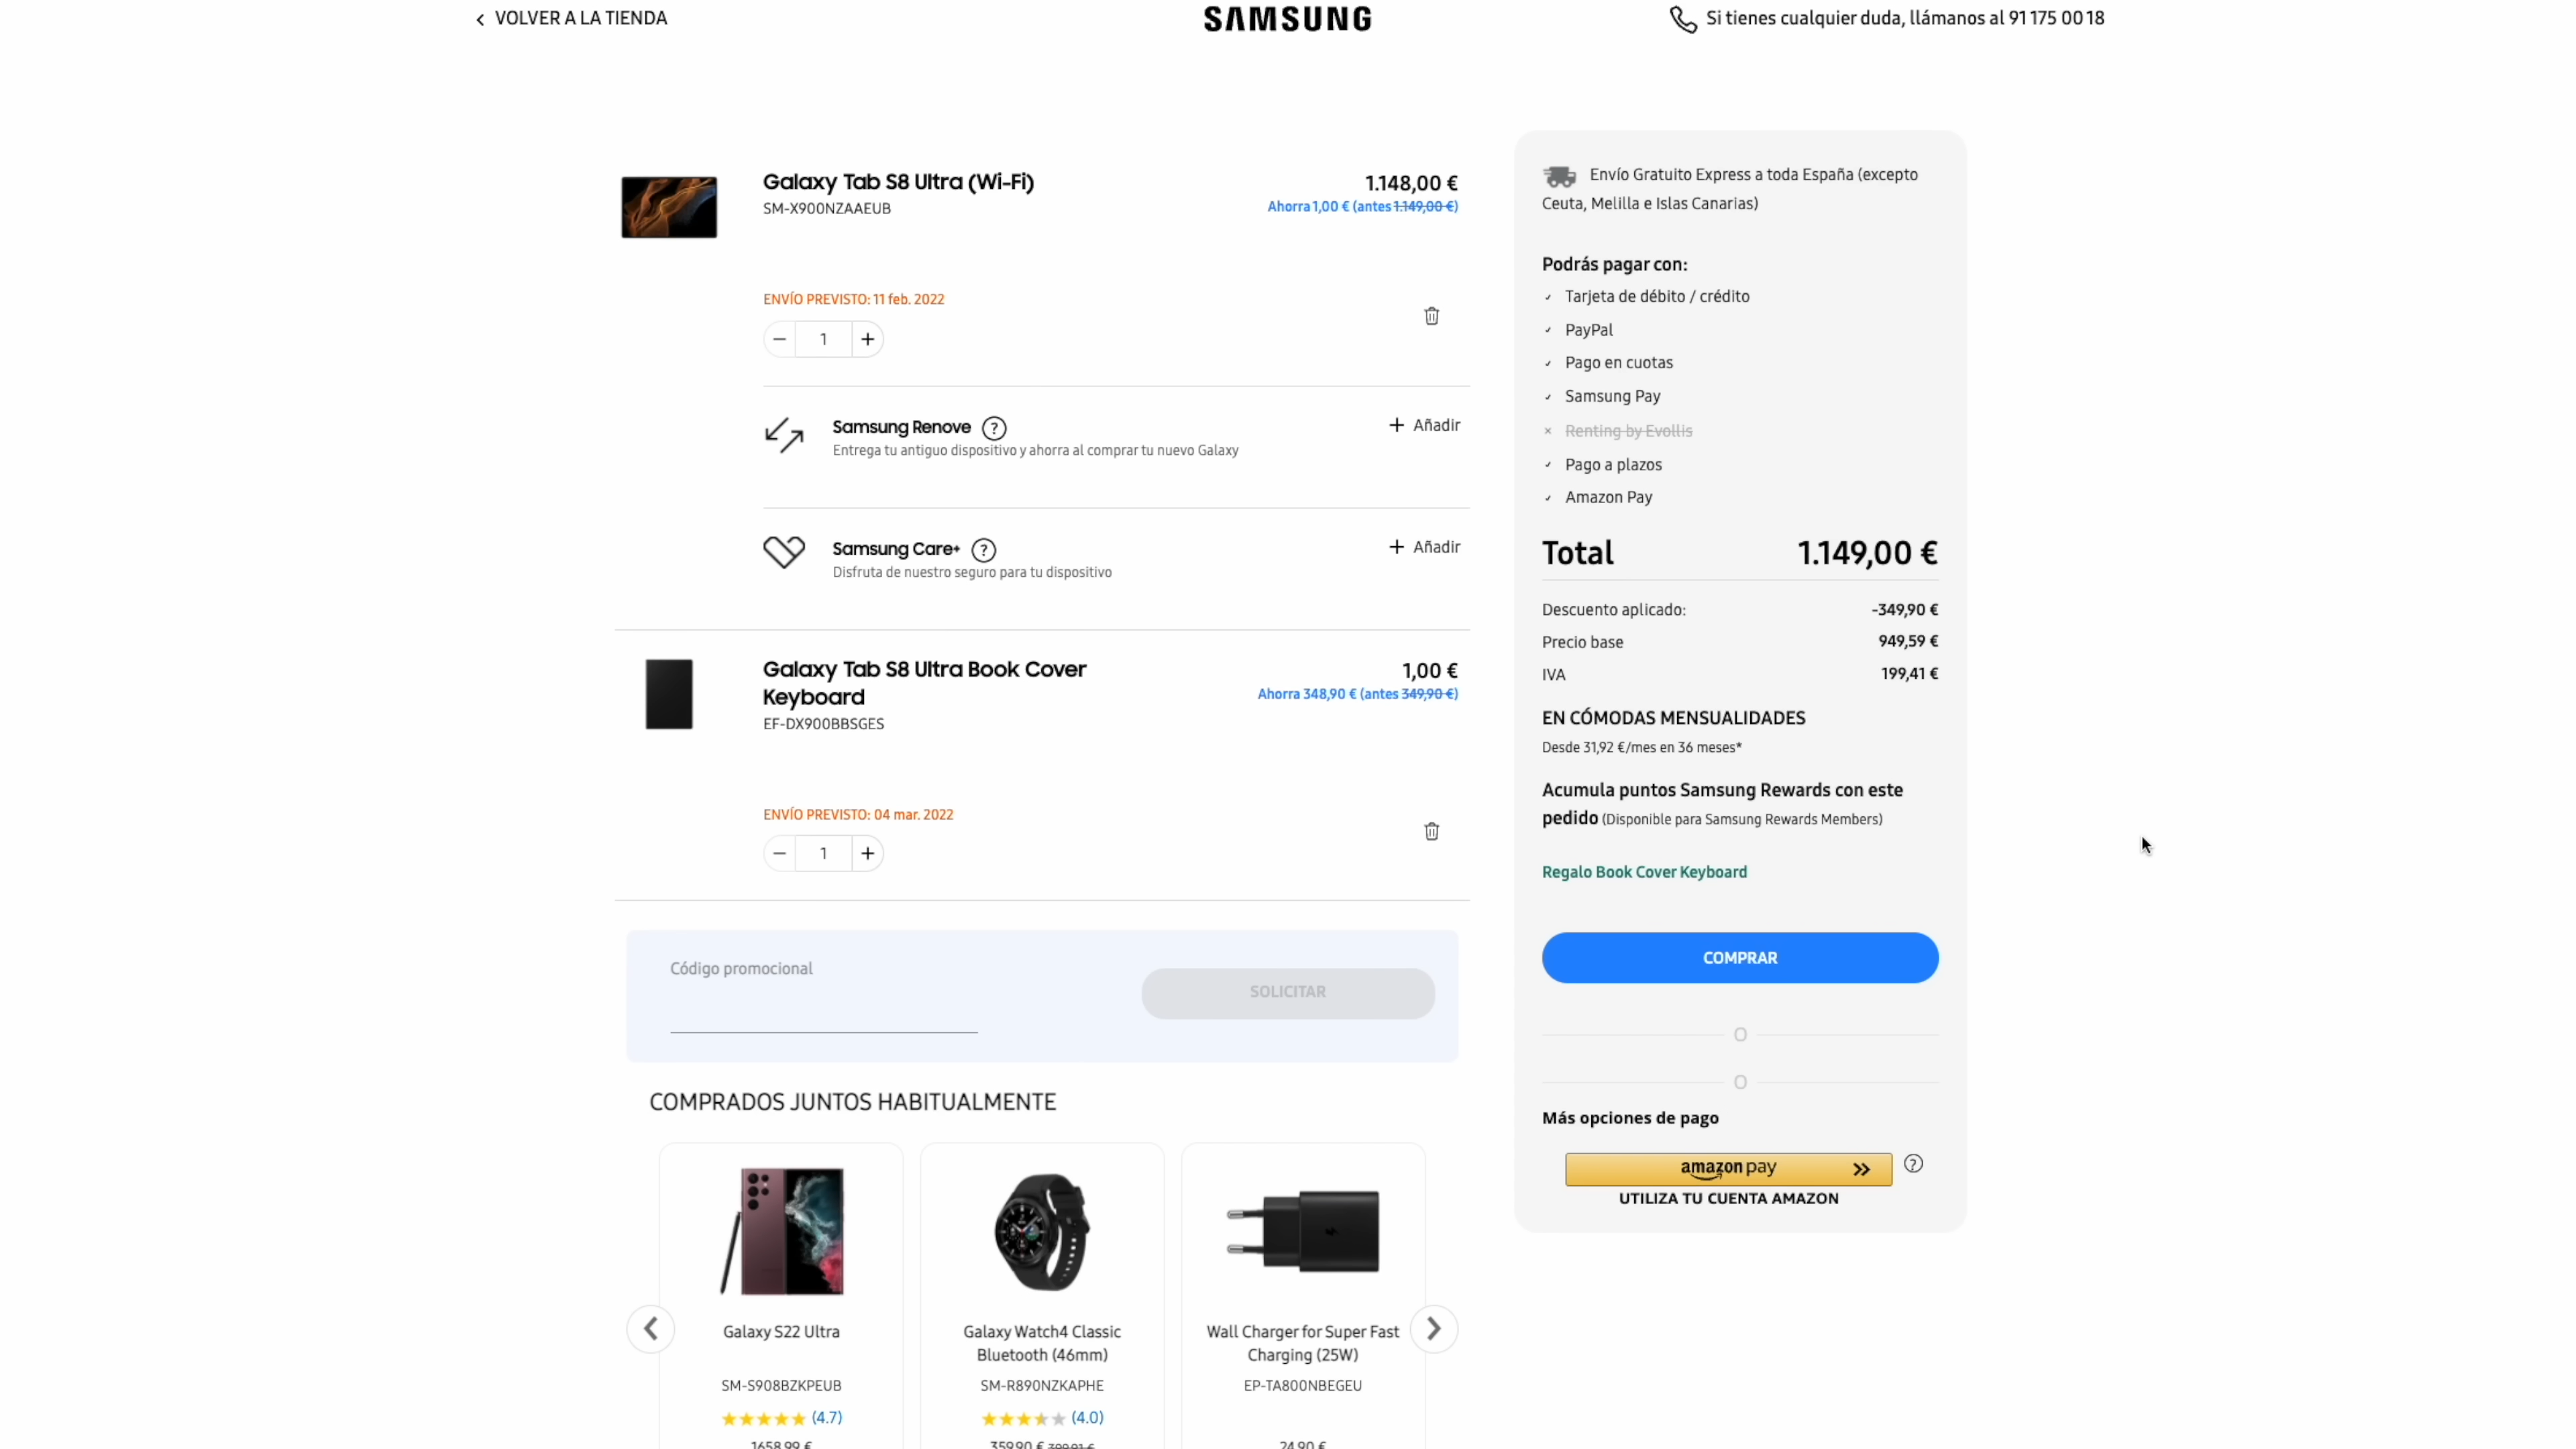 VOLVER A LA TIENDA
SAMSUNG
Si tienes cualquier duda, llámanos al 91 175 00 18
Galaxy Tab S8 Ultra (Wi-Fi)
1.148,00 €
SM-X900NZAAEUB
Ahorra 1,00 € (antes 1.149,00 €)
ENVÍO PREVISTO: 11 feb. 2022
1
Samsung Renove
+ Añadir
Entrega tu antiguo dispositivo y ahorra al comprar tu nuevo Galaxy
Samsung Care+
+ Añadir
Disfruta de nuestro seguro para tu dispositivo
Galaxy Tab S8 Ultra Book Cover
Keyboard
1,00 €
Ahorra 348,90 € (antes 349,90 €)
EF-DX900BBSGES
ENVÍO PREVISTO: 04 mar. 2022
1
Código promocional
SOLICITAR
COMPRADOS JUNTOS HABITUALMENTE
Galaxy S22 Ultra
SM-S908BZKPEUB
(4.7)
1658,99 €
Galaxy Watch4 Classic
Bluetooth (46mm)
SM-R890NZKAPHE
(4.0)
359,90 €
Wall Charger for Super Fast
Charging (25W)
EP-TA800NBEGEU
24,90 €
Envío Gratuito Express a toda España (excepto
Ceuta, Melilla e Islas Canarias)
Podrás pagar con:
Tarjeta de débito / crédito
PayPal
Pago en cuotas
Samsung Pay
Renting by Evollis
Pago a plazos
Amazon Pay
Total 1.149,00 €
Descuento aplicado: -349,90 €
Precio base 949,59 €
IVA 199,41 €
EN CÓMODAS MENSUALIDADES
Desde 31,92 €/mes en 36 meses*
Acumula puntos Samsung Rewards con este
pedido (Disponible para Samsung Rewards Members)
Regalo Book Cover Keyboard
COMPRAR
O
O
Más opciones de pago
amazon pay
UTILIZA TU CUENTA AMAZON